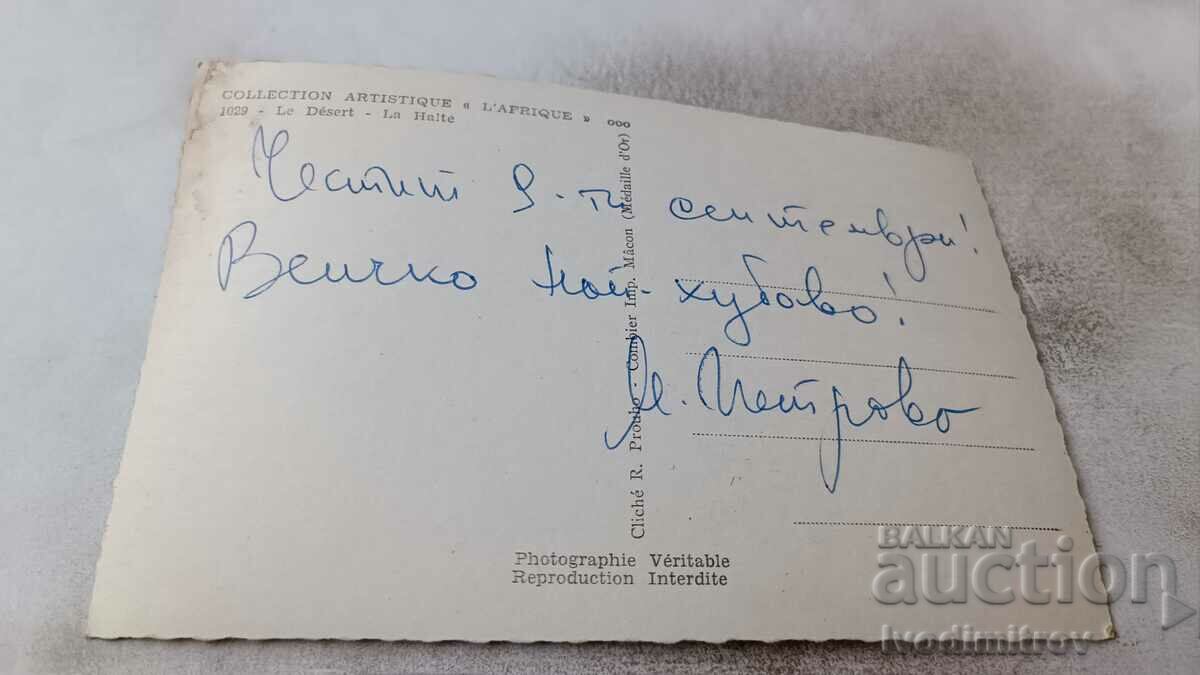 COLLECTION ARTISTIQUE « L'AFRIQUE » ooo
1029 - Le Désert - La Halte
Честит 9-ти септември!
Всичко най-хубаво!
Петрова
Cliché R. Prouho - Combier Imp. Mâcon (Médaille d'Or)
Photographie Véritable
Reproduction Interdite
BALKAN
auction
Ivodimitrov